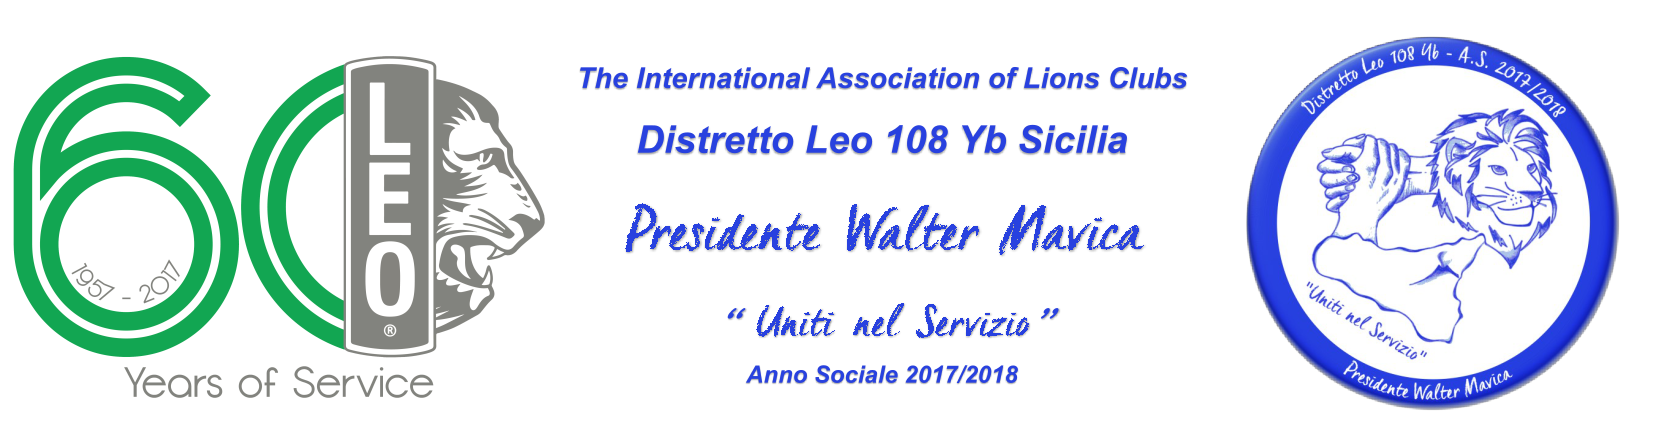 60
LEO
®
1957 - 2017
Years of Service
The International Association of Lions Clubs
Distretto Leo 108 Yb Sicilia
Presidente Walter Mavica
“ Uniti nel Servizio ”
Anno Sociale 2017/2018
Distretto Leo 108 Yb - A.S. 2017/2018
"Uniti nel Servizio"
Presidente Walter Mavica